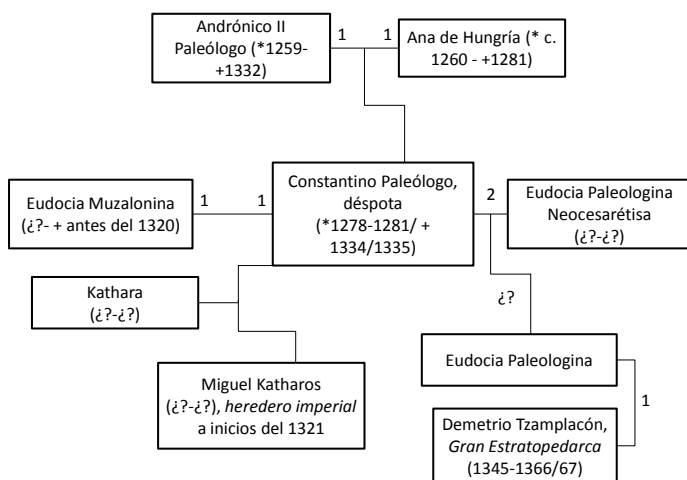 Andrónico II
Paleólogo (*1259-
+1332)
1
1
Ana de Hungría (* c.
1260 - +1281)
Eudocia Muzalonina
(¿?- + antes del 1320)
1
1
Constantino Paleólogo,
déspota
(*1278-1281/ +
1334/1335)
2
Eudocia Paleologina
Neocesarétisa
(¿?-¿?)
Kathara
(¿?-¿?)
¿?
Eudocia Paleologina
Miguel Katharos
(¿?-¿?), heredero imperial
a inicios del 1321
1
Demetrio Tzamplacón,
Gran Estratopedarca
(1345-1366/67)